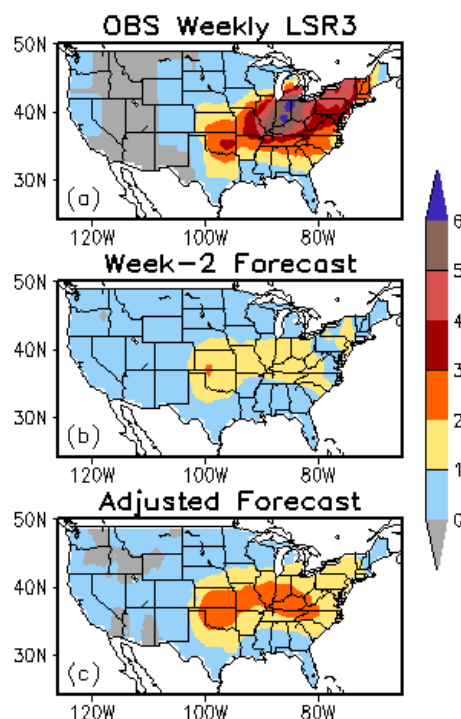 OBS Weekly LSR3
50N
40N
30N
(a)
120W 100W 80W
Week-2 Forecast
50N
40N
30N
(b)
120W 100W 80W
Adjusted Forecast
50N
40N
30N
(c)
120W 100W 80W
6
5
4
3
2
1
0